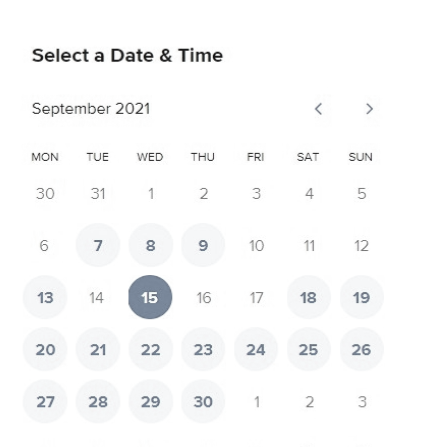 Select a Date & Time
September 2021
MON TUE WED THU FRI SAT SUN
30 31 1 2 3 4 5
6 7 8 9 10 11 12
13 14 15 16 17 18 19
20 21 22 23 24 25 26
27 28 29 30 1 2 3